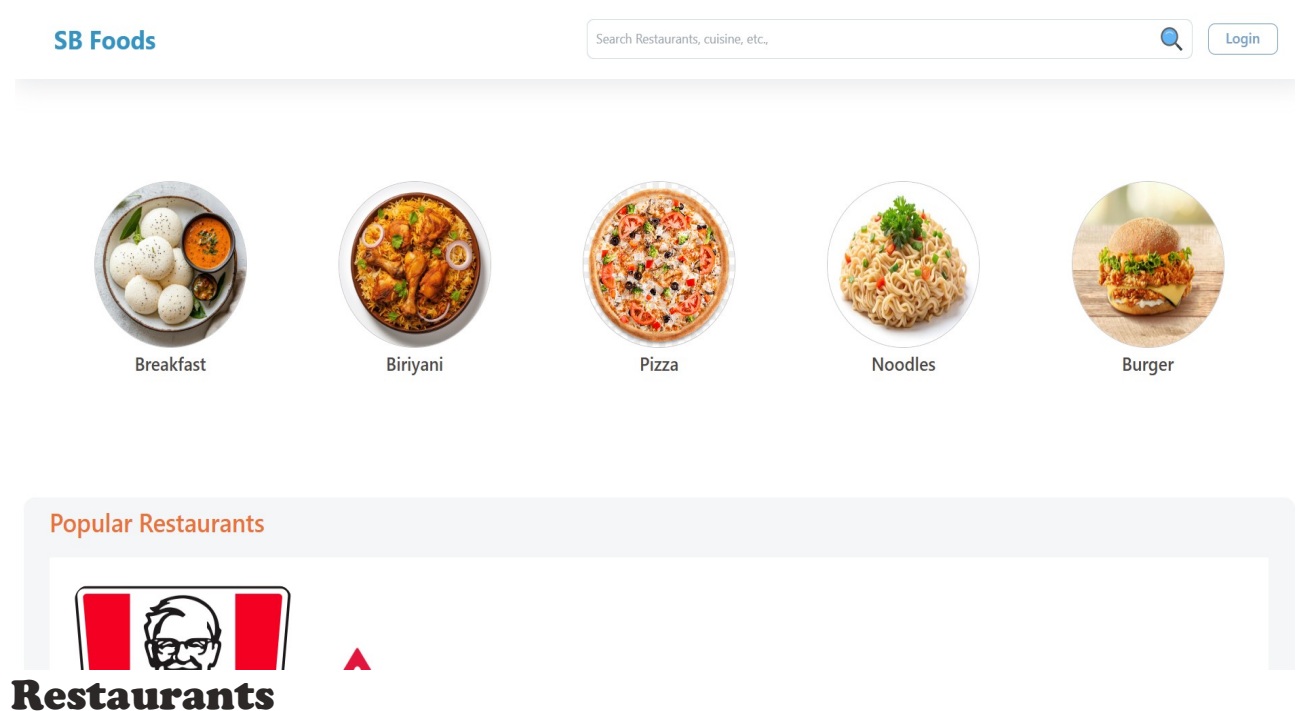 SB Foods
Search Restaurants, cuisine, etc.,
Login
Breakfast
Biriyani
Pizza
Noodles
Burger
Popular Restaurants
Restaurants